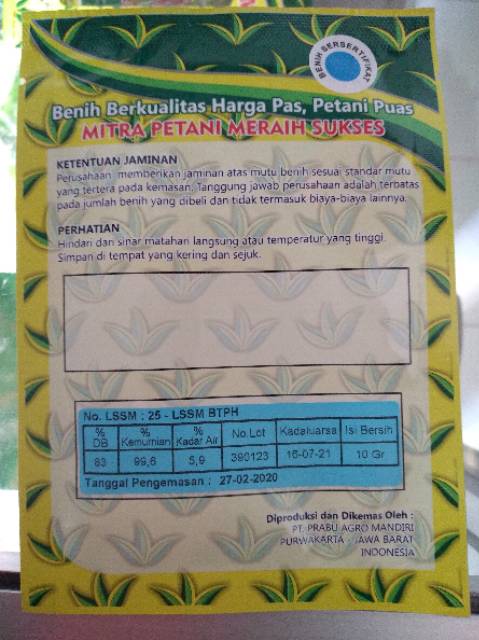 BENIH BERSERTIFIKAT
Benih Berkualitas Harga Pas, Petani Puas
MITRA PETANI MERAIH SUKSES
KETENTUAN JAMINAN
Perusahaan memberikan jaminan atas mutu benih sesuai standar mutu
yang tertera pada kemasan. Tanggung jawab perusahaan adalah terbatas
pada jumlah benih yang dibeli dan tidak termasuk biaya-biaya lainnya.
PERHATIAN
Hindari dari sinar matahari langsung atau temperatur yang tinggi.
Simpan di tempat yang kering dan sejuk.
No. LSSM : 25 - LSSM BTPH
% DB % Kemurnian % Kadar Air No.Lot Kadaluarsa Isi Bersih
83 99,6 5,9 390123 16-07-21 10 Gr
Tanggal Pengemasan : 27-02-2020
Diproduksi dan Dikemas Oleh :
PT. PRABU AGRO MANDIRI
PURWAKARTA - JAWA BARAT
INDONESIA